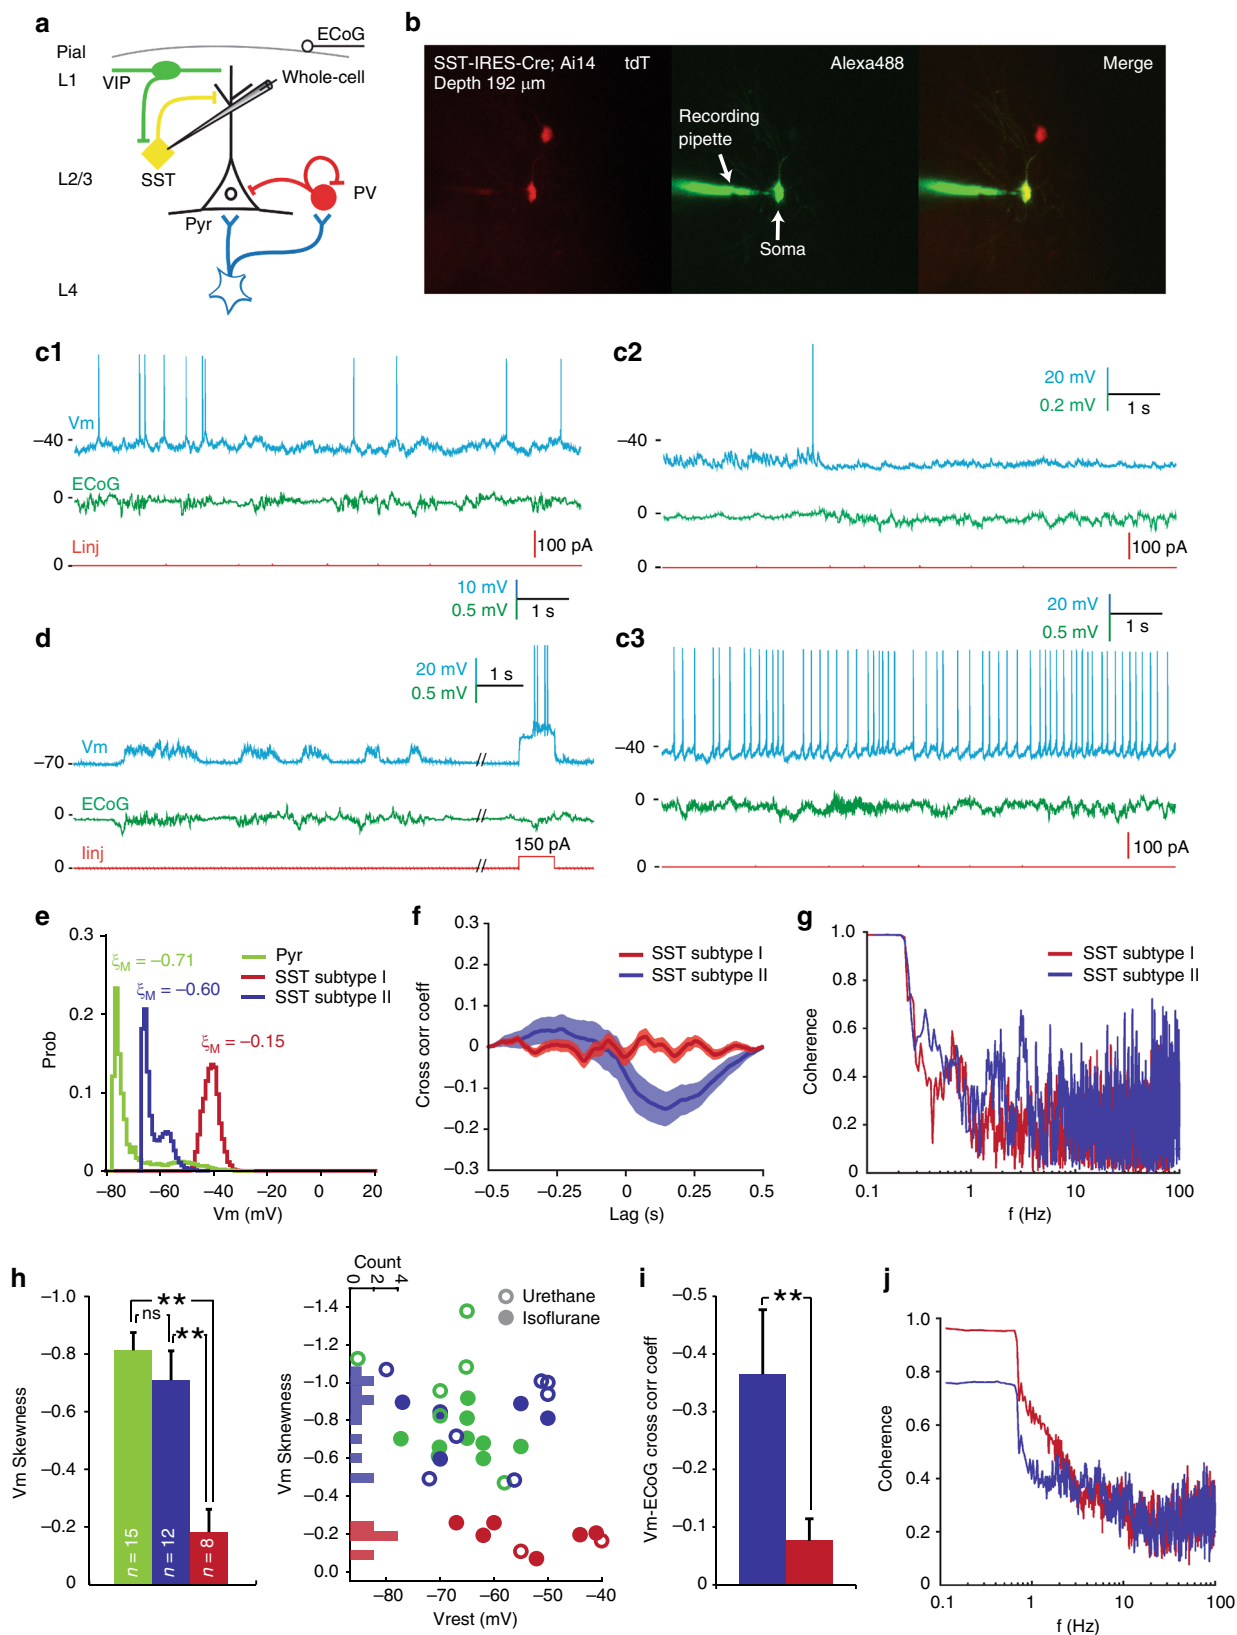 a
ECoG
Pial
L1
VIP
Whole-cell
L2/3
SST
PV
Pyr
L4
b
SST-IRES-Cre; Ai14 tdT
Depth 192 μm
Alexa488
Merge
Recording
pipette
Soma
c1
Vm
−40
ECoG
0
Linj
100 pA
0
10 mV
0.5 mV
1 s
c2
20 mV
0.2 mV
1 s
−40
0
100 pA
0
d
20 mV
0.5 mV
1 s
Vm
−70
//
ECoG
0
//
Iinj
150 pA
0
//
c3
20 mV
0.5 mV
1 s
−40
0
100 pA
0
e
0.3
0.2
0.1
0
Prob
ξM = −0.71
ξM = −0.60
ξM = −0.15
Pyr
SST subtype I
SST subtype II
−80 −60 −40 −20 0 20
Vm (mV)
f
0.3
0.2
0.1
0
−0.1
−0.2
−0.3
Cross corr coeff
SST subtype I
SST subtype II
−0.5 −0.25 0 0.25 0.5
Lag (s)
g
1.0
0.8
0.6
0.4
0.2
0
Coherence
SST subtype I
SST subtype II
0.1 1 10 100
f (Hz)
h
−1.0
−0.8
−0.6
−0.4
−0.2
0
Vm Skewness
**
ns
**
n = 15
n = 12
n = 8
Count
0 2 4
Urethane
Isoflurane
−1.4
−1.2
−1.0
−0.8
−0.6
−0.4
−0.2
0.0
Vm Sknewness
−80 −70 −60 −50 −40
Vrest (mV)
i
−0.5
−0.4
−0.3
−0.2
−0.1
0
Vm-ECoG cross corr coeff
**
j
1.0
0.8
0.6
0.4
0.2
0
Coherence
0.1 1 10 100
f (Hz)